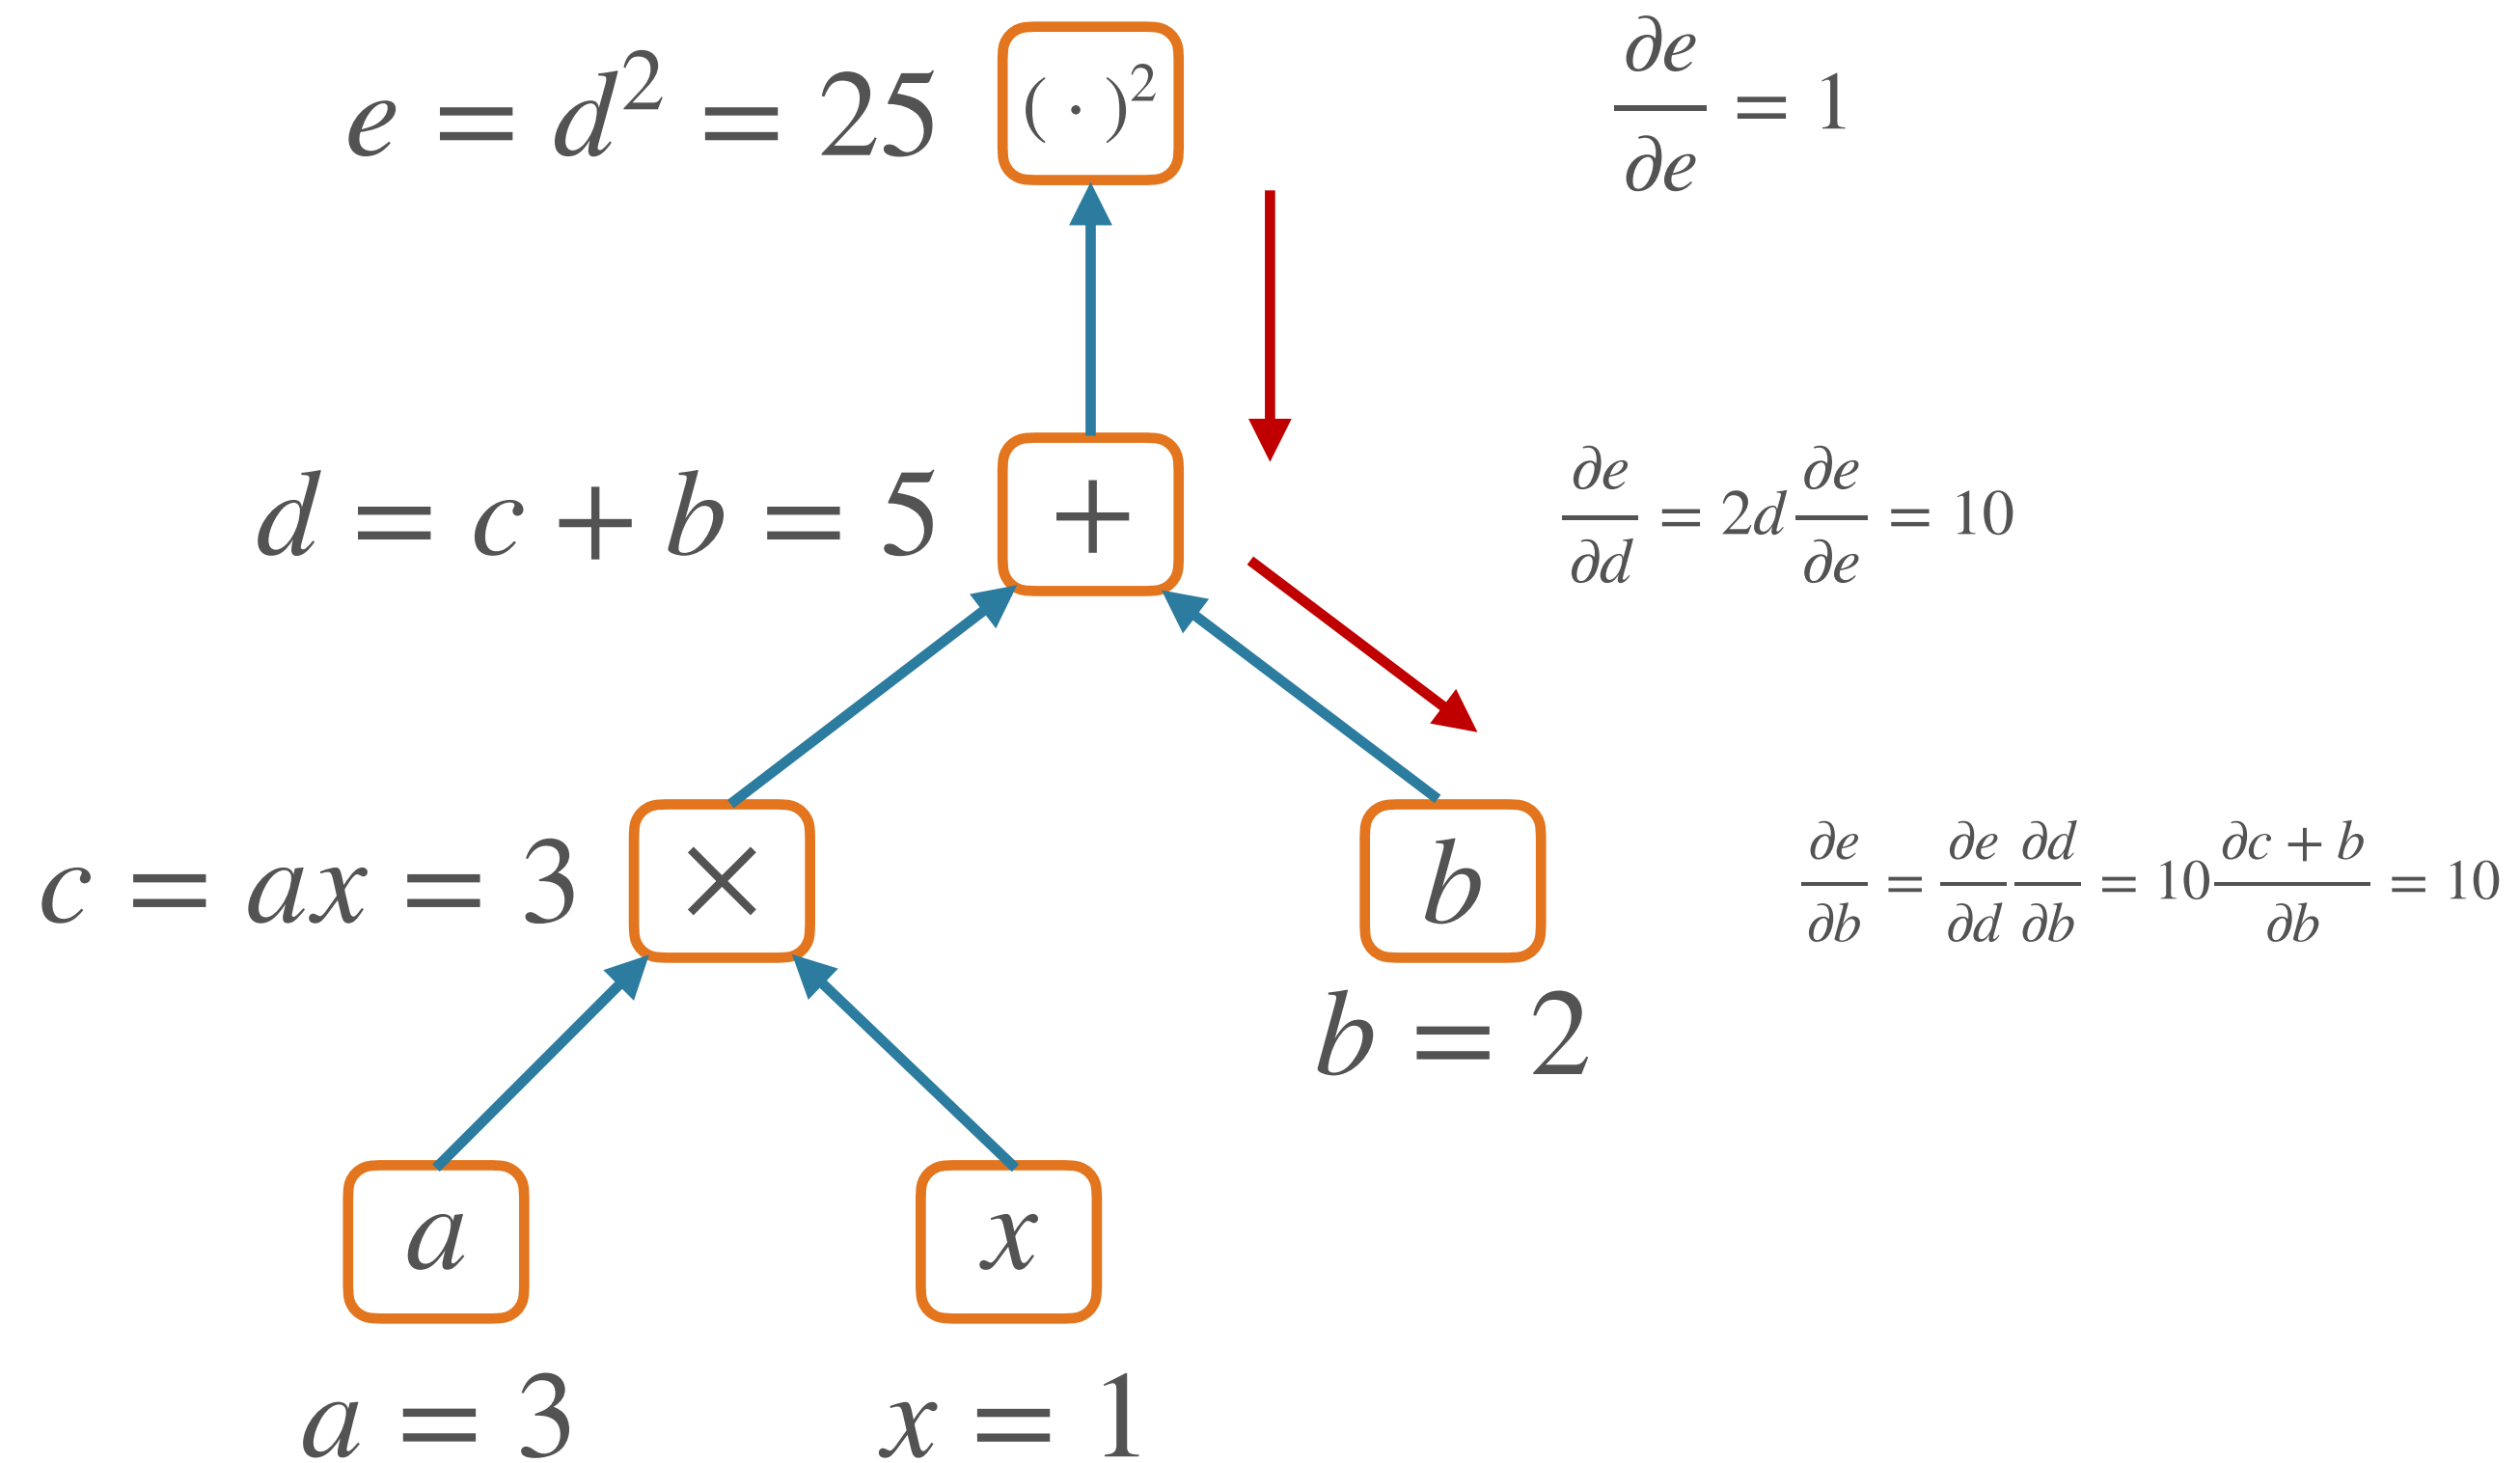 e = d² = 25
(·)²
∂e/∂e = 1
d = c + b = 5
+
∂e/∂d = 2d ∂e/∂e = 10
c = ax = 3
×
b
∂e/∂b = ∂e/∂d ∂d/∂b = 10 ∂c + b/∂b = 10
b = 2
a
x
a = 3
x = 1